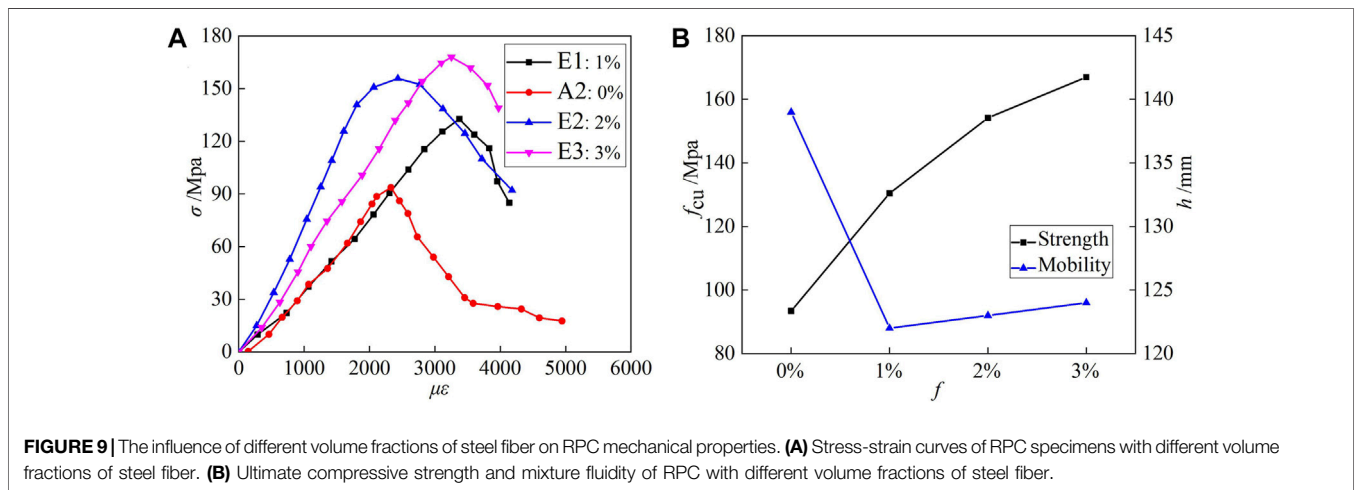 A
180
150
120
90
60
30
0
σ /Mpa
E1: 1%
A2: 0%
E2: 2%
E3: 3%
0 1000 2000 3000 4000 5000 6000
με
B
180
160
140
120
100
80
fcu /Mpa
145
140
135
130
125
120
h /mm
Strength
Mobility
0% 1% 2% 3%
f
FIGURE 9 | The influence of different volume fractions of steel fiber on RPC mechanical properties. (A) Stress-strain curves of RPC specimens with different volume
fractions of steel fiber. (B) Ultimate compressive strength and mixture fluidity of RPC with different volume fractions of steel fiber.